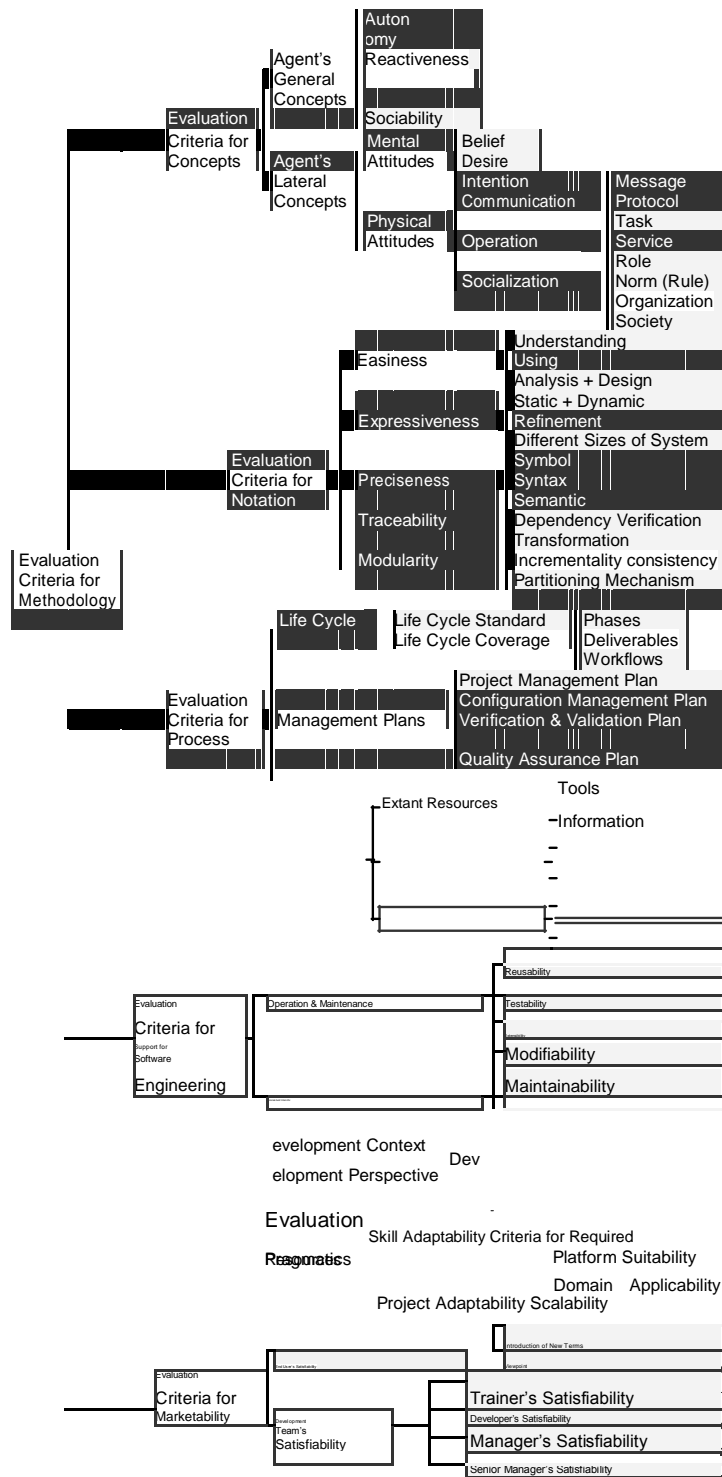 Auton
omy
Agent's
General
Concepts
Reactiveness
Sociability
Evaluation
Criteria for
Concepts
Agent's
Lateral
Concepts
Mental
Attitudes
Belief
Desire
Intention
Communication
Message
Protocol
Physical
Attitudes
Operation
Task
Service
Socialization
Role
Norm (Rule)
Organization
Society
Understanding
Easiness
Using
Analysis + Design
Static + Dynamic
Expressiveness
Refinement
Different Sizes of System
Evaluation
Criteria for
Notation
Symbol
Preciseness
Syntax
Semantic
Traceability
Dependency Verification
Transformation
Modularity
Incrementality consistency
Partitioning Mechanism
Evaluation
Criteria for
Methodology
Life Cycle
Life Cycle Standard
Life Cycle Coverage
Phases
Deliverables
Workflows
Evaluation
Criteria for
Process
Management Plans
Project Management Plan
Configuration Management Plan
Verification & Validation Plan
Quality Assurance Plan
Extant Resources
Tools
Information
Reusability
Evaluation
Criteria for
Support for
Software
Engineering
Operation & Maintenance
Testability
Modifiability
Maintainability
evelopment Context
Dev
elopment Perspective
Evaluation
Skill Adaptability Criteria for Required
Pragmatics
Resources
Platform Suitability
Domain Applicability
Project Adaptability Scalability
Introduction of New Terms
Viewpoint
End User's Satisfiability
Evaluation
Criteria for
Marketability
Development
Team's
Satisfiability
Trainer's Satisfiability
Developer's Satisfiability
Manager's Satisfiability
Senior Manager's Satisfiability